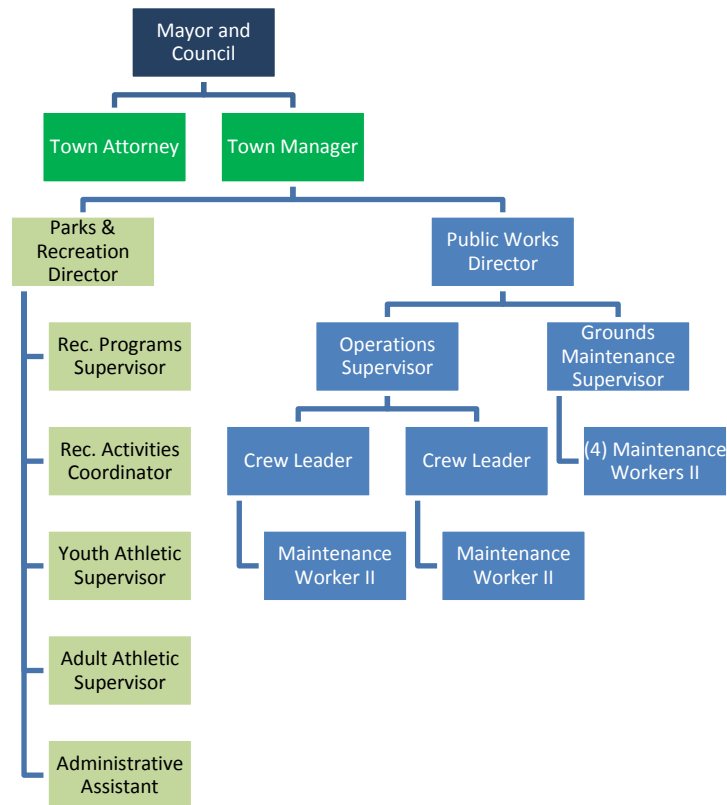 Mayor and
Council
Town Attorney
Town Manager
Parks &
Recreation
Director
Public Works
Director
Rec. Programs
Supervisor
Operations
Supervisor
Grounds
Maintenance
Supervisor
Rec. Activities
Coordinator
Crew Leader
Crew Leader
(4) Maintenance
Workers II
Youth Athletic
Supervisor
Maintenance
Worker II
Maintenance
Worker II
Adult Athletic
Supervisor
Administrative
Assistant